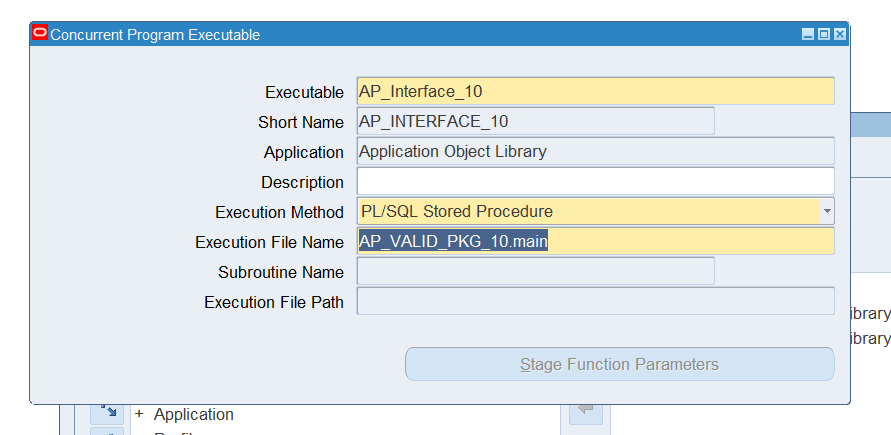 Concurrent Program Executable
Executable AP_Interface_10
Short Name AP_INTERFACE_10
Application Application Object Library
Description
Execution Method PL/SQL Stored Procedure
Execution File Name AP_VALID_PKG_10.main
Subroutine Name
Execution File Path
ibrary
ibrary
Stage Function Parameters
+ Application